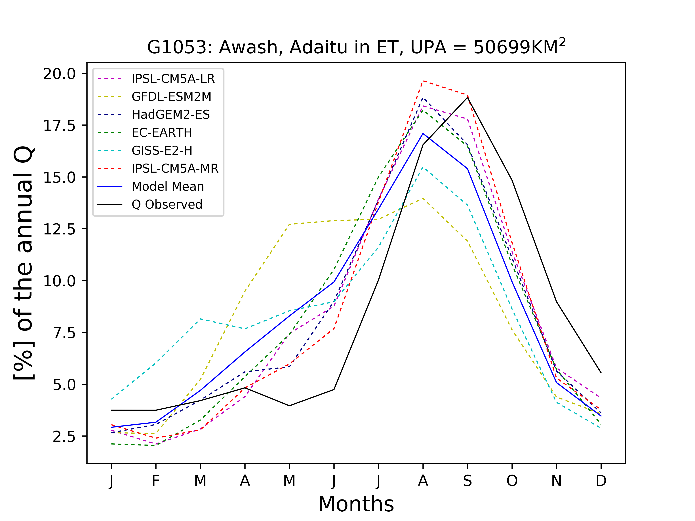 G1053: Awash, Adaitu in ET, UPA = 50699KM²
[%] of the annual Q
20.0
17.5
15.0
12.5
10.0
7.5
5.0
2.5
IPSL-CM5A-LR
GFDL-ESM2M
HadGEM2-ES
EC-EARTH
GISS-E2-H
IPSL-CM5A-MR
Model Mean
Q Observed
J F M A M J J A S O N D
Months